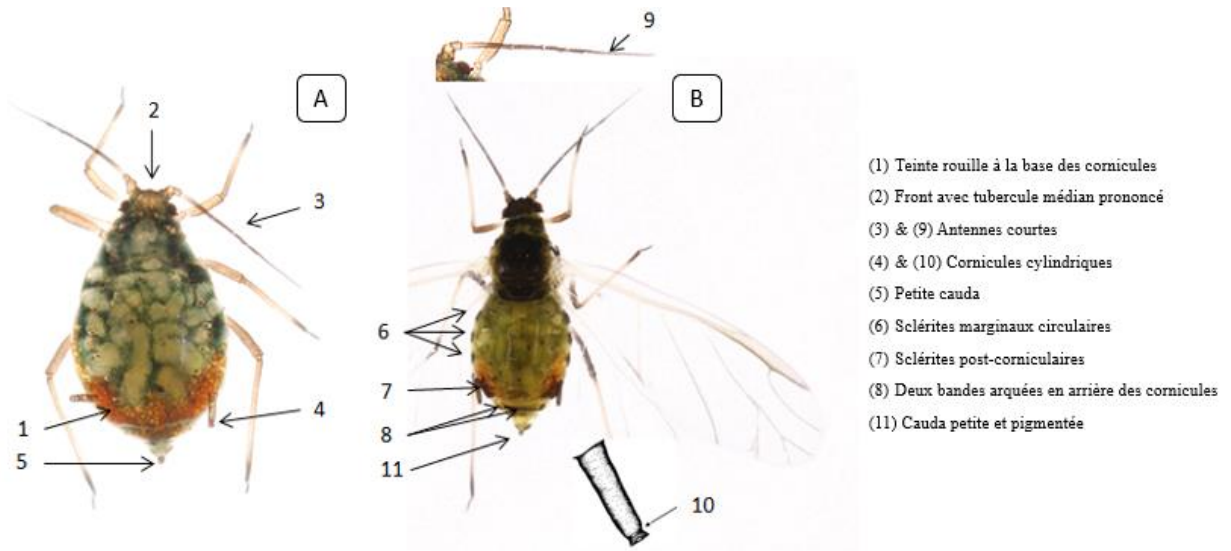 9
A
B
2
3
6
7
1
4
8
5
11
10
(1) Teinte rouille à la base des cornicules
(2) Front avec tubercule médian prononcé
(3) & (9) Antennes courtes
(4) & (10) Cornicules cylindriques
(5) Petite cauda
(6) Sclérites marginaux circulaires
(7) Sclérites post-corniculaires
(8) Deux bandes arquées en arrière des cornicules
(11) Cauda petite et pigmentée